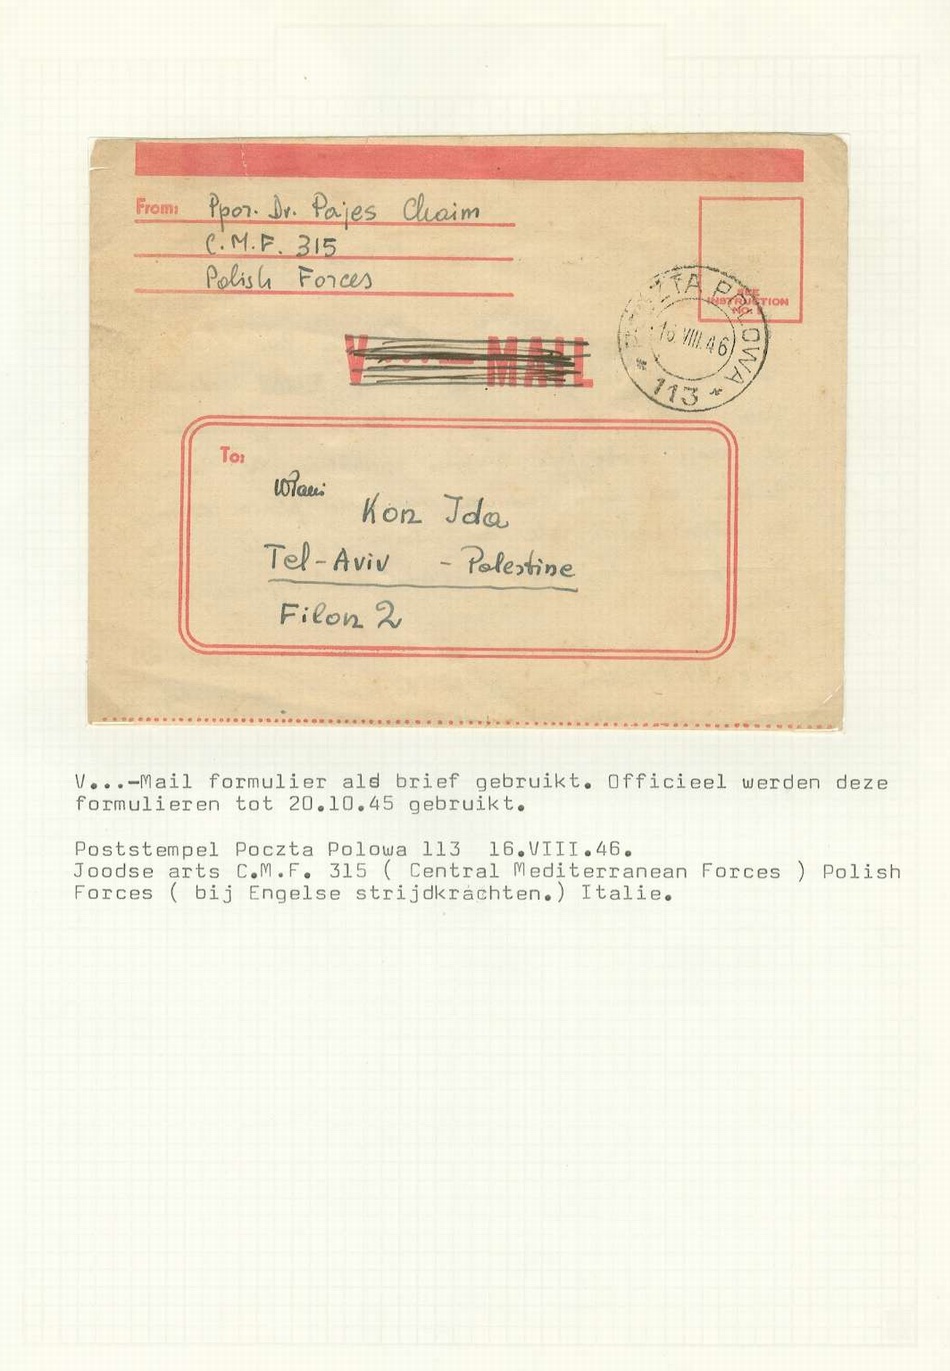 From: Ppor. Dr. Pajes Chaim
C.M.F. 315
Polish Forces
SEE
INSTRUCTION
NO.
V...- MAIL
POCZTA POLOWA
16 VIII.46
* 113 *
To:
WPani
Kon Ida
Tel-Aviv - Palestine
Filon 2
V...-Mail formulier als brief gebruikt. Officieel werden deze
formulieren tot 20.10.45 gebruikt.
Poststempel Poczta Polowa 113 16.VIII.46.
Joodse arts C.M.F. 315 ( Central Mediterranean Forces ) Polish
Forces ( bij Engelse strijdkrachten.) Italie.